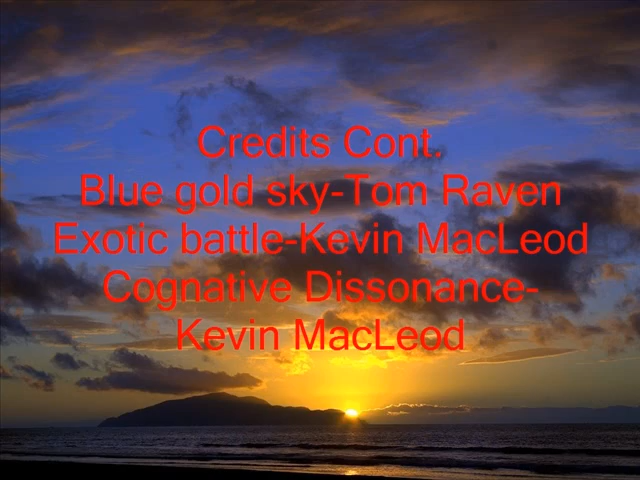 Credits Cont.
Blue gold sky-Tom Raven
Exotic battle-Kevin MacLeod
Cognative Dissonance-
Kevin MacLeod